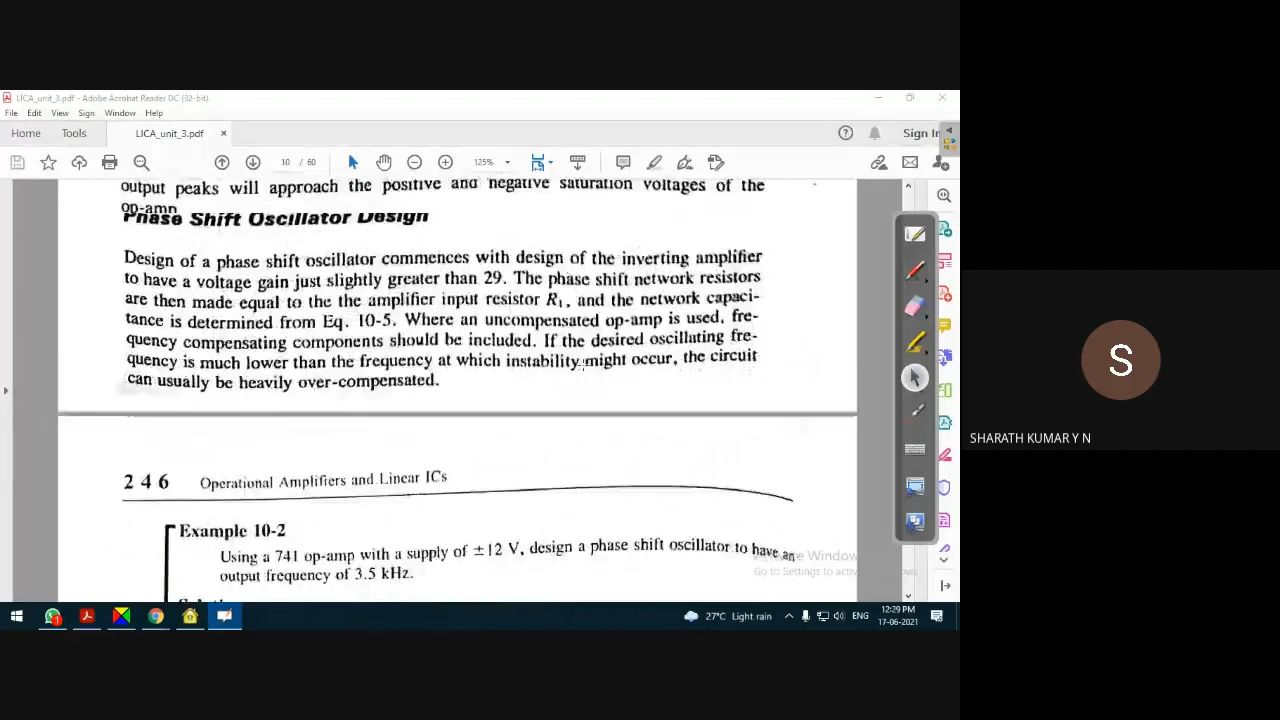 LICA_unit_3.pdf - Adobe Acrobat Reader DC (32-bit)
File Edit View Sign Window Help
Home Tools LICA_unit_3.pdf × Sign In
10 / 60 125%
output peaks will approach the positive and negative saturation voltages of the
op-amp
Phase Shift Oscillator Design
Design of a phase shift oscillator commences with design of the inverting amplifier
to have a voltage gain just slightly greater than 29. The phase shift network resistors
are then made equal to the the amplifier input resistor R1, and the network capaci-
tance is determined from Eq. 10-5. Where an uncompensated op-amp is used, fre-
quency compensating components should be included. If the desired oscillating fre-
quency is much lower than the frequency at which instability might occur, the circuit
can usually be heavily over-compensated.
246 Operational Amplifiers and Linear ICs
Example 10-2
Using a 741 op-amp with a supply of ±12 V, design a phase shift oscillator to have an
output frequency of 3.5 kHz.
Go to Settings to
27°C Light rain ENG 12:29 PM
17-06-2021
S
SHARATH KUMAR Y N